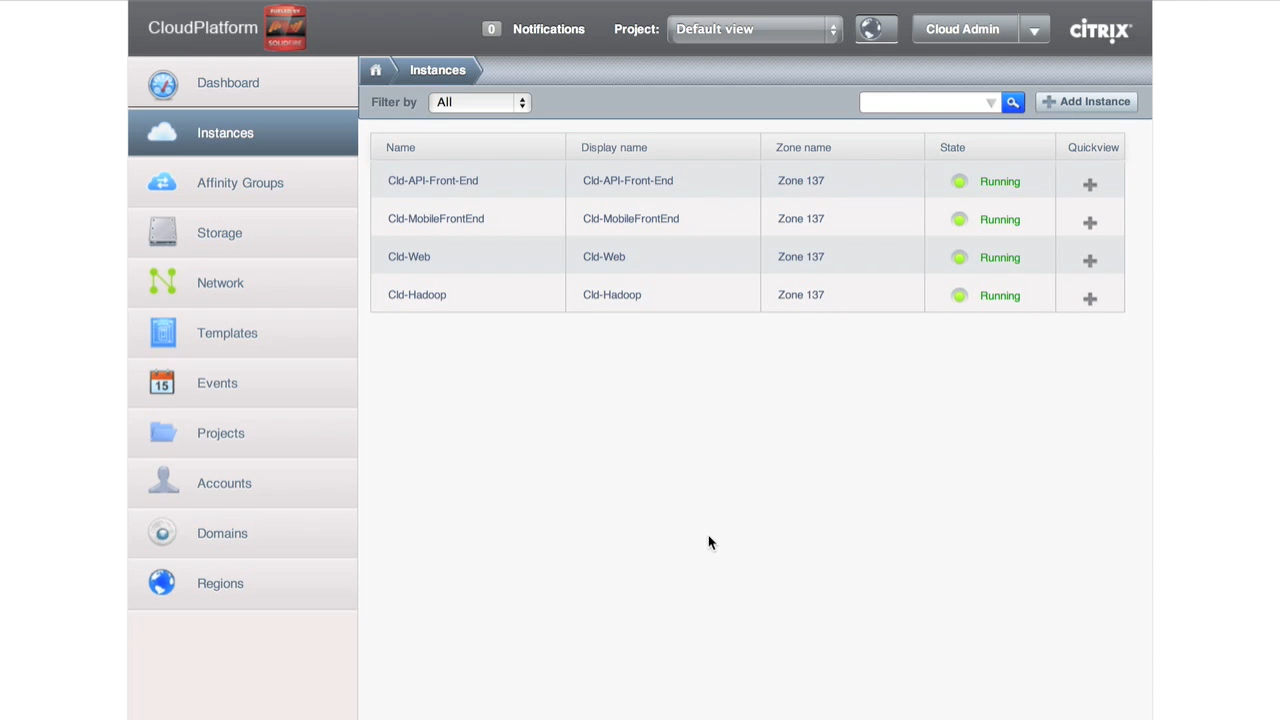 CloudPlatform
FUELED BY
SOLIDFIRE
0 Notifications Project: Default view Cloud Admin CITRIX
Dashboard
Instances
Affinity Groups
Storage
Network
Templates
15 Events
Projects
Accounts
Domains
Regions
Instances
Filter by All Add Instance
Name Display name Zone name State Quickview
Cld-API-Front-End Cld-API-Front-End Zone 137 Running
Cld-MobileFrontEnd Cld-MobileFrontEnd Zone 137 Running
Cld-Web Cld-Web Zone 137 Running
Cld-Hadoop Cld-Hadoop Zone 137 Running